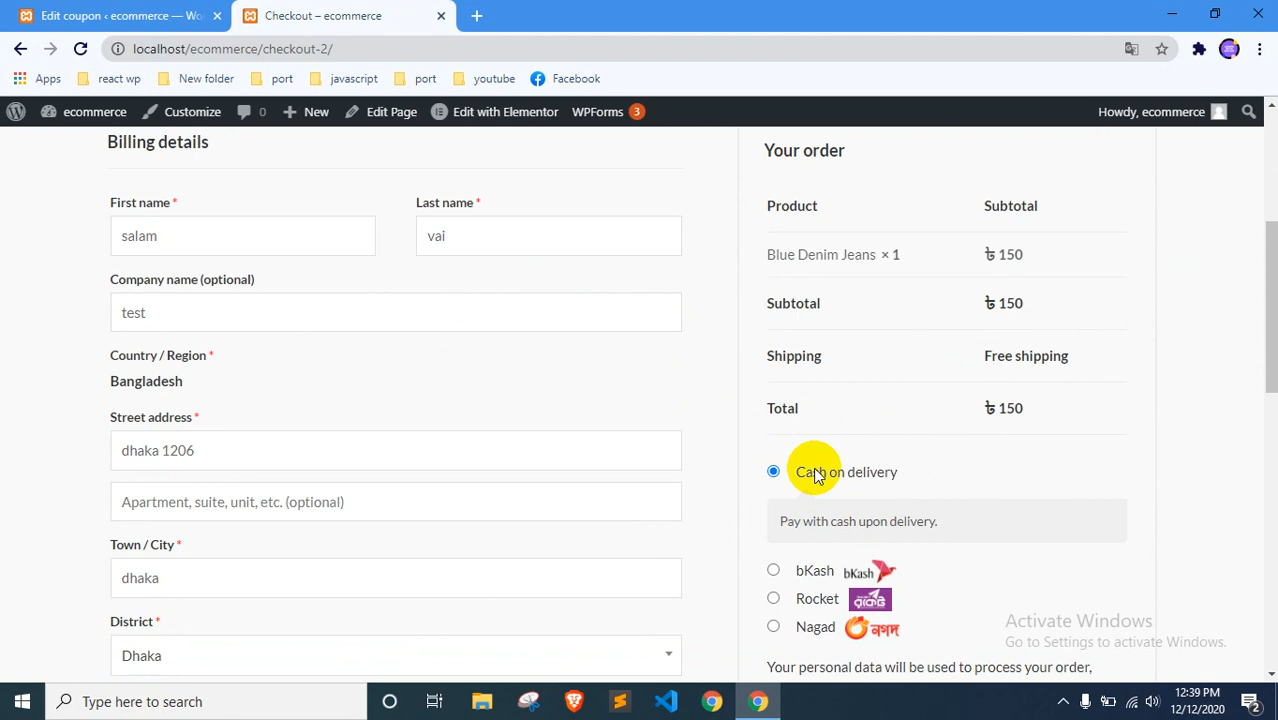 Edit coupon ‹ ecommerce — Wo
Checkout – ecommerce
localhost/ecommerce/checkout-2/
Apps react wp New folder port javascript port youtube Facebook
ecommerce Customize 0 New Edit Page Edit with Elementor WPForms 3 Howdy, ecommerce
Billing details
First name * Last name *
salam vai
Company name (optional)
test
Country / Region *
Bangladesh
Street address *
dhaka 1206
Apartment, suite, unit, etc. (optional)
Town / City *
dhaka
District *
Dhaka
Your order
Product Subtotal
Blue Denim Jeans × 1 ৳ 150
Subtotal ৳ 150
Shipping Free shipping
Total ৳ 150
Cash on delivery
Pay with cash upon delivery.
bKash bKash
Rocket রকেট
Nagad নগদ
Your personal data will be used to process your order,
Activate Windows
Go to Settings to activate Windows.
Type here to search
12:39 PM
12/12/2020
2